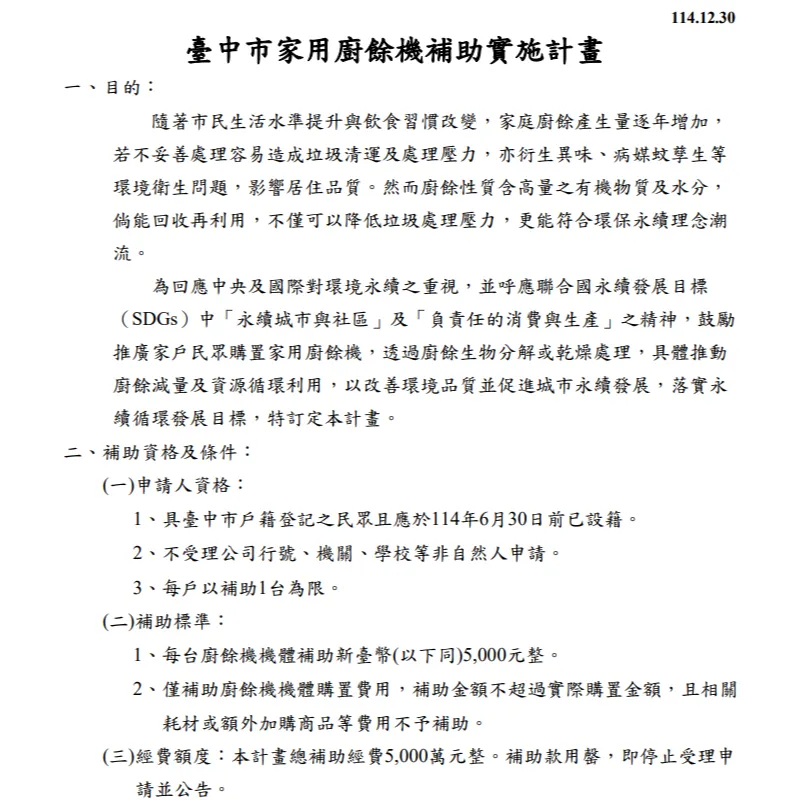 114.12.30
臺中市家用廚餘機補助實施計畫
一、目的：
隨著市民生活水準提升與飲食習慣改變，家庭廚餘產生量逐年增加，
若不妥善處理容易造成垃圾清運及處理壓力，亦衍生異味、病媒蚊孳生等
環境衛生問題，影響居住品質。然而廚餘性質含高量之有機物質及水分，
倘能回收再利用，不僅可以降低垃圾處理壓力，更能符合環保永續理念潮
流。
為回應中央及國際對環境永續之重視，並呼應聯合國永續發展目標
（SDGs）中「永續城市與社區」及「負責任的消費與生產」之精神，鼓勵
推廣家戶民眾購置家用廚餘機，透過廚餘生物分解或乾燥處理，具體推動
廚餘減量及資源循環利用，以改善環境品質並促進城市永續發展，落實永
續循環發展目標，特訂定本計畫。
二、補助資格及條件：
(一)申請人資格：
1、具臺中市戶籍登記之民眾且應於114年6月30日前已設籍。
2、不受理公司行號、機關、學校等非自然人申請。
3、每戶以補助1台為限。
(二)補助標準：
1、每台廚餘機機體補助新臺幣(以下同)5,000元整。
2、僅補助廚餘機機體購置費用，補助金額不超過實際購置金額，且相關
耗材或額外加購商品等費用不予補助。
(三)經費額度：本計畫總補助經費5,000萬元整。補助款用罄，即停止受理申
請並公告。